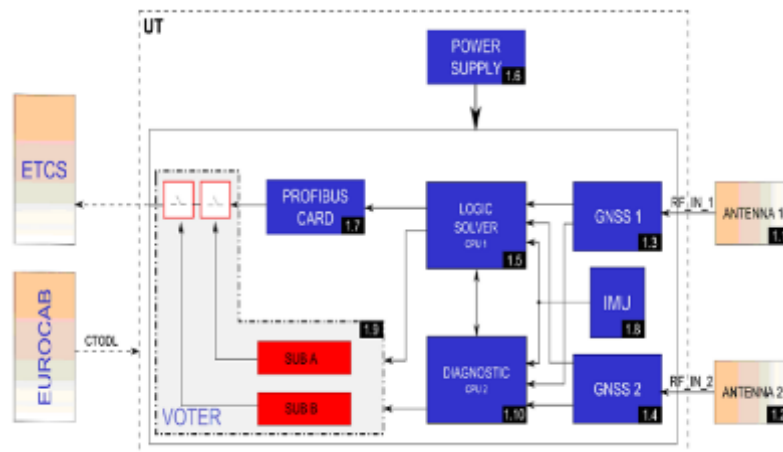 UT
POWER
SUPPLY
1.6
ETCS
PROFIBUS
CARD
1.7
LOGIC
SOLVER
CPU 1
1.5
GNSS 1
1.3
RF_IN_1
ANTENNA 1
IMU
1.8
EUROCAB
CTODL
1.9
SUB A
SUB B
VOTER
DIAGNOSTIC
CPU 2
1.10
GNSS 2
1.4
RF_IN_2
ANTENNA 2